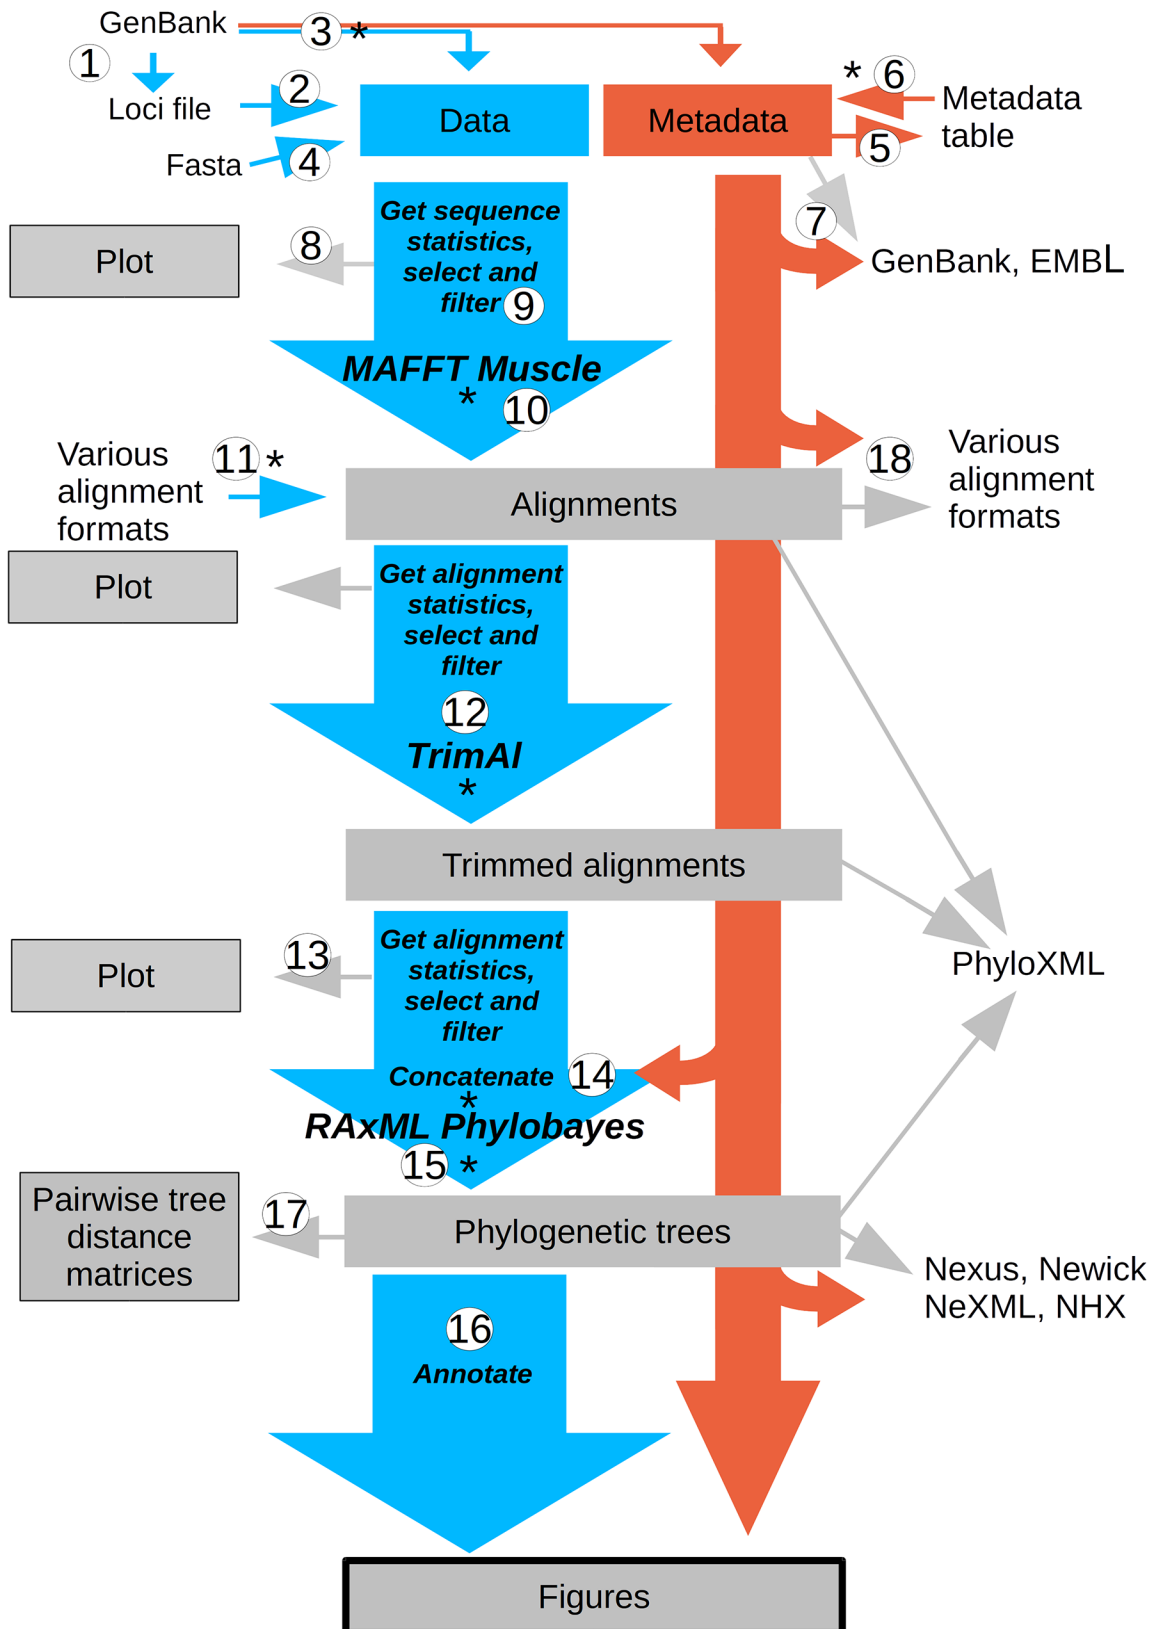 GenBank
3 *
1
Loci file
2
Fasta
4
Data
Metadata
* 6
Metadata
table
5
7
GenBank, EMBL
Plot
8
Get sequence
statistics,
select and
filter 9
MAFFT Muscle
* 10
Various
alignment
formats
11 *
Alignments
18
Various
alignment
formats
Plot
Get alignment
statistics,
select and
filter
12
TrimAl
*
Trimmed alignments
PhyloXML
Plot
13
Get alignment
statistics,
select and
filter
Concatenate 14
*
RAxML Phylobayes
15 *
Pairwise tree
distance
matrices
17
Phylogenetic trees
Nexus, Newick
NeXML, NHX
16
Annotate
Figures